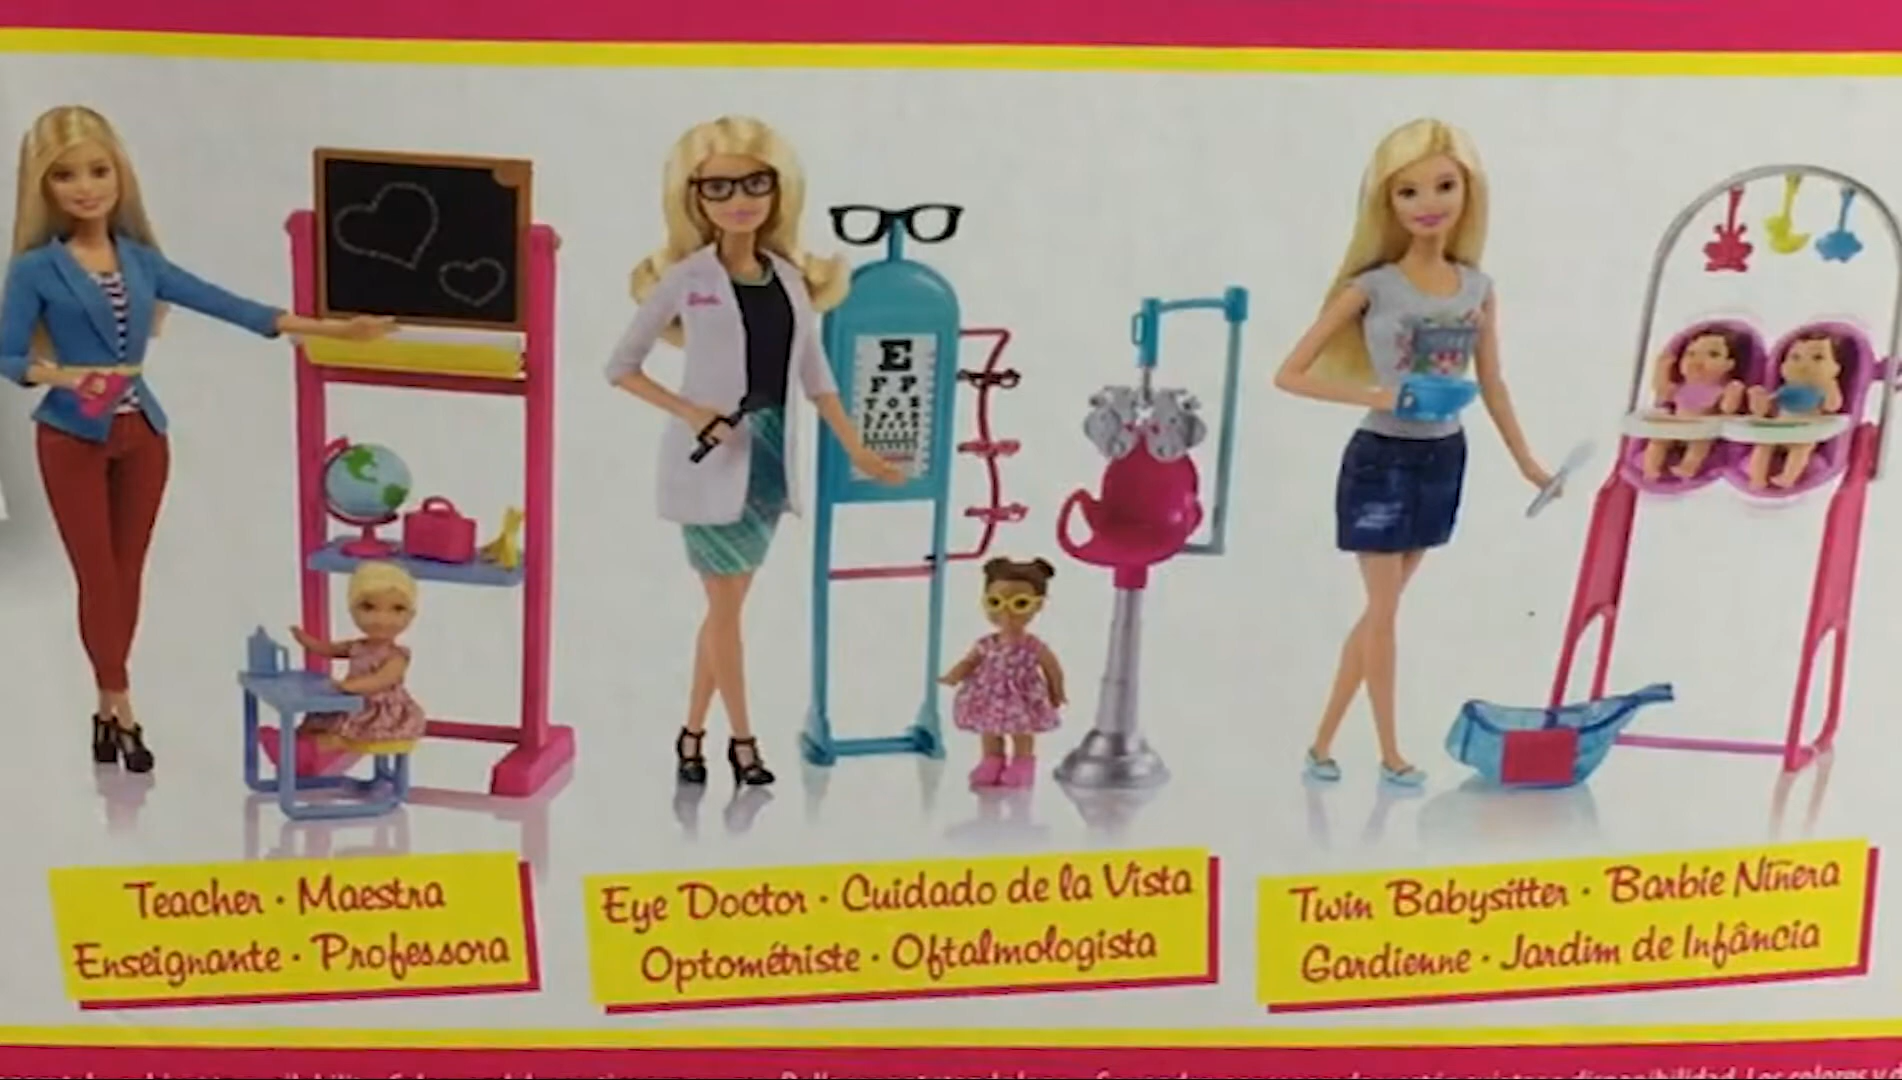 Barbie
E
F P
T O Z
Teacher · Maestra
Enseignante · Professora
Eye Doctor · Cuidado de la Vista
Optométriste · Oftalmologista
Twin Babysitter · Barbie Niñera
Gardienne · Jardim de Infância